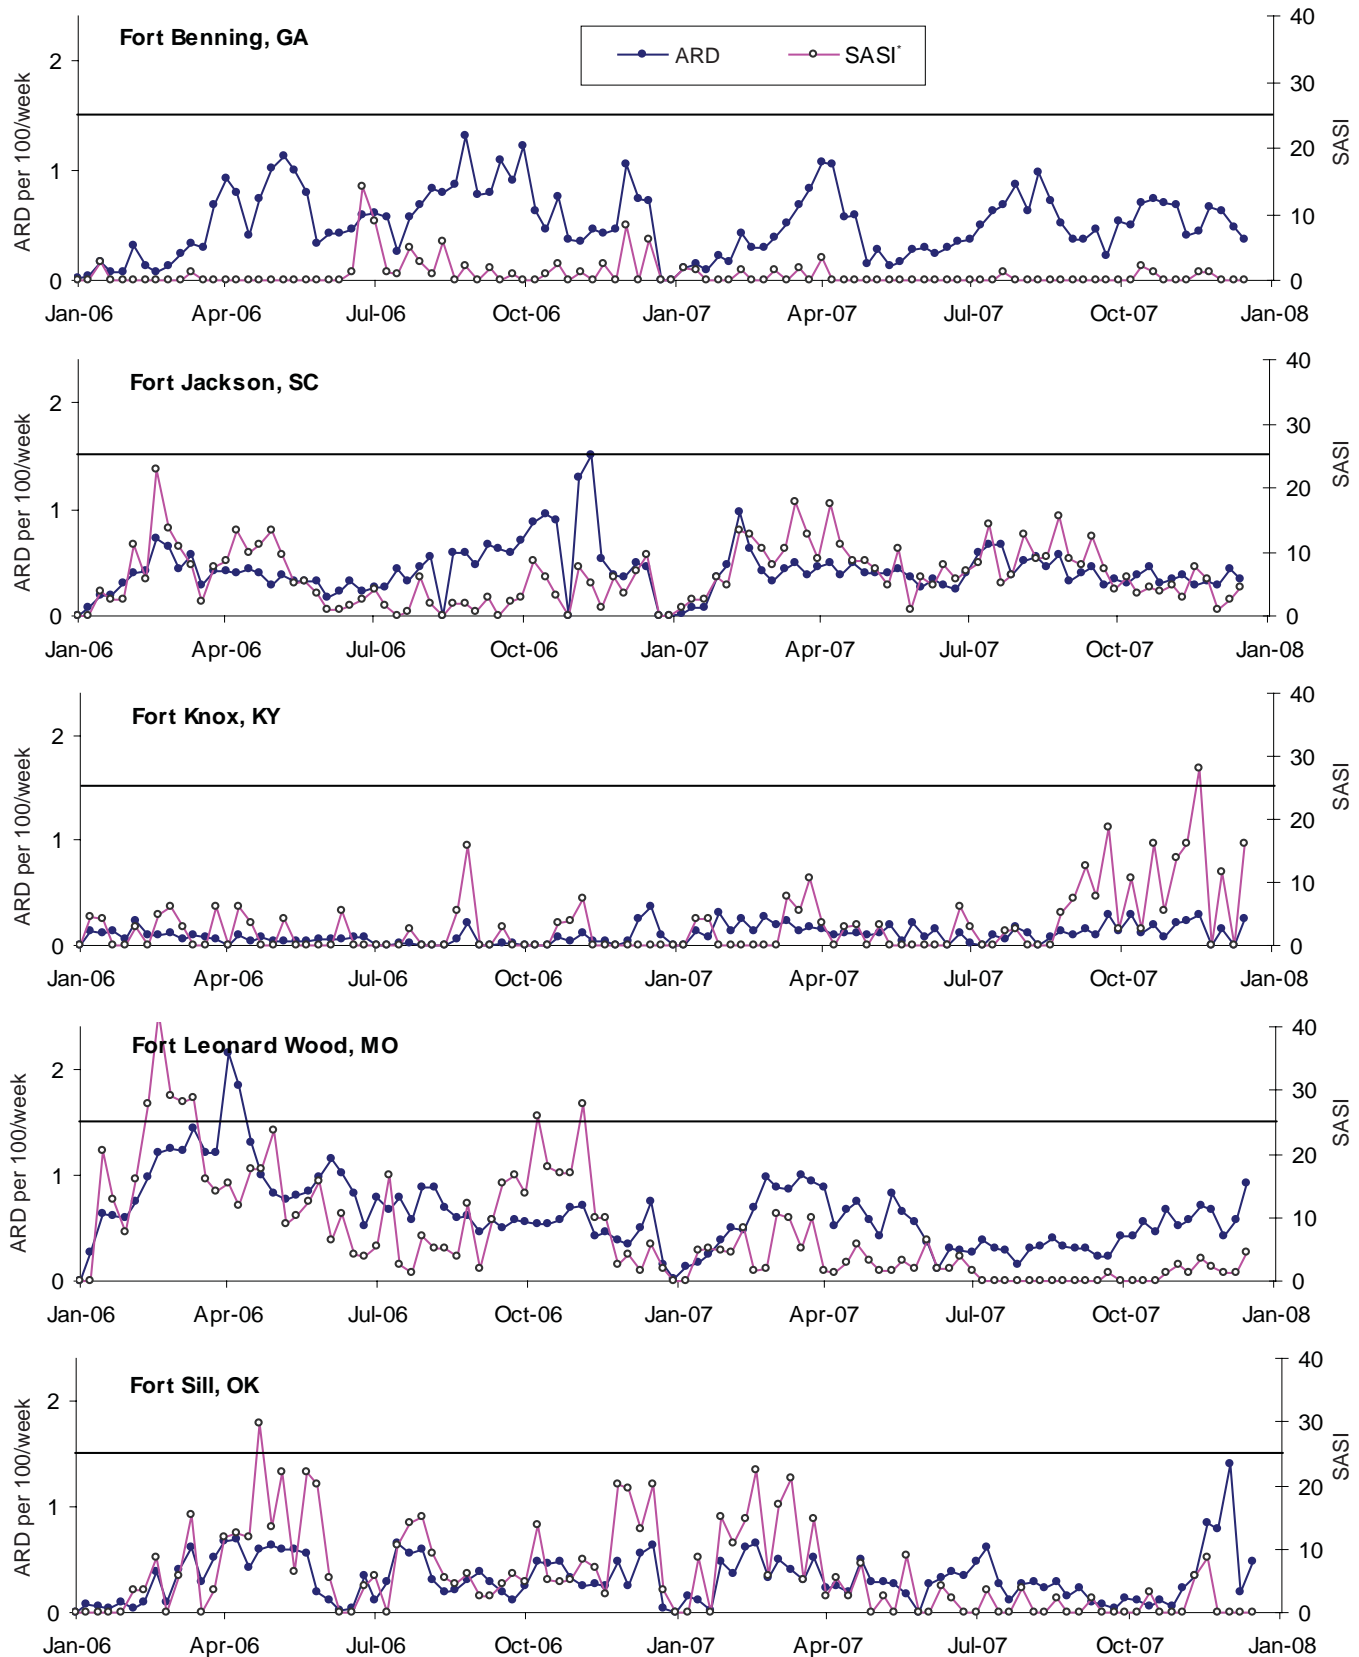 Fort Benning, GA
ARD
SASI*
ARD per 100/week
2
1
0
40
30
20
10
0
SASI
Jan-06 Apr-06 Jul-06 Oct-06 Jan-07 Apr-07 Jul-07 Oct-07 Jan-08
Fort Jackson, SC
ARD per 100/week
2
1
0
40
30
20
10
0
SASI
Jan-06 Apr-06 Jul-06 Oct-06 Jan-07 Apr-07 Jul-07 Oct-07 Jan-08
Fort Knox, KY
ARD per 100/week
2
1
0
40
30
20
10
0
SASI
Jan-06 Apr-06 Jul-06 Oct-06 Jan-07 Apr-07 Jul-07 Oct-07 Jan-08
Fort Leonard Wood, MO
ARD per 100/week
2
1
0
40
30
20
10
0
SASI
Jan-06 Apr-06 Jul-06 Oct-06 Jan-07 Apr-07 Jul-07 Oct-07 Jan-08
Fort Sill, OK
ARD per 100/week
2
1
0
40
30
20
10
0
SASI
Jan-06 Apr-06 Jul-06 Oct-06 Jan-07 Apr-07 Jul-07 Oct-07 Jan-08